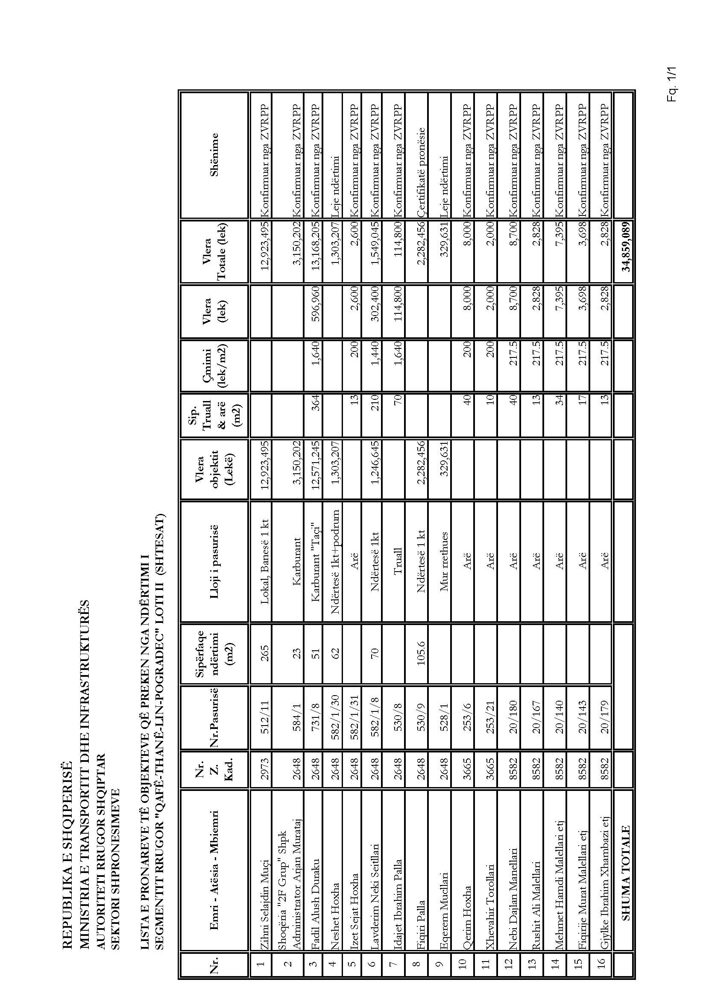 REPUBLIKA E SHQIPERISË
MINISTRIA E TRANSPORTIT DHE INFRASTRUKTURËS
AUTORITETI RRUGOR SHQIPTAR
SEKTORI SHPRONESIMEVE
LISTA E PRONAREVE TË OBJEKTEVE QË PREKEN NGA NDËRTIMI I
SEGMENTIT RRUGOR "QAFË-THANË-LIN-POGRADEC" LOTI II (SHTESAT)
Nr. Emri - Atësia - Mbiemri Nr. Z. Kad. Nr.Pasurisë Sipërfaqe ndërtimi (m2) Lloji i pasurisë Vlera objektit (Lekë) Sip. Truall & arë (m2) Çmimi (lek/m2) Vlera (lek) Vlera Totale (lek) Shënime
1 Zihni Selajdin Muçi 2973 512/11 265 Lokal, Banesë 1 kt 12,923,495 12,923,495 Konfirmuar nga ZVRPP
2 Shoqëria "2F Grup" Shpk Administrator Arjan Murataj 2648 584/1 23 Karburant 3,150,202 3,150,202 Konfirmuar nga ZVRPP
3 Fadil Alush Duraku 2648 731/8 51 Karburant "Taçi" 12,571,245 364 1,640 596,960 13,168,205 Konfirmuar nga ZVRPP
4 Neshet Hoxha 2648 582/1/30 62 Ndërtesë 1kt+podrum 1,303,207 1,303,207 Leje ndërtimi
5 Izet Sejat Hoxha 2648 582/1/31 Arë 13 200 2,600 2,600 Konfirmuar nga ZVRPP
6 Lavderim Neki Seitllari 2648 582/1/8 70 Ndërtesë 1kt 1,246,645 210 1,440 302,400 1,549,045 Konfirmuar nga ZVRPP
7 Idajet Ibrahim Palla 2648 530/8 Truall 70 1,640 114,800 114,800 Konfirmuar nga ZVRPP
8 Fiqiri Palla 2648 530/9 105.6 Ndërtesë 1 kt 2,282,456 2,282,456 Çertifikatë pronësie
9 Eqerem Mudllari 2648 528/1 Mur rrethues 329,631 329,631 Leje ndërtimi
10 Qerim Hoxha 3665 253/6 Arë 40 200 8,000 8,000 Konfirmuar nga ZVRPP
11 Xhevahir Torollari 3665 253/21 Arë 10 200 2,000 2,000 Konfirmuar nga ZVRPP
12 Nebi Dajlan Manellari 8582 20/180 Arë 40 217.5 8,700 8,700 Konfirmuar nga ZVRPP
13 Rushit Ali Malellari 8582 20/167 Arë 13 217.5 2,828 2,828 Konfirmuar nga ZVRPP
14 Mehmet Hamdi Malellari etj 8582 20/140 Arë 34 217.5 7,395 7,395 Konfirmuar nga ZVRPP
15 Fiqirije Murat Malellari etj 8582 20/143 Arë 17 217.5 3,698 3,698 Konfirmuar nga ZVRPP
16 Gjylke Ibrahim Xhambazi etj 8582 20/179 Arë 13 217.5 2,828 2,828 Konfirmuar nga ZVRPP
SHUMA TOTALE 34,859,089
Fq. 1/1